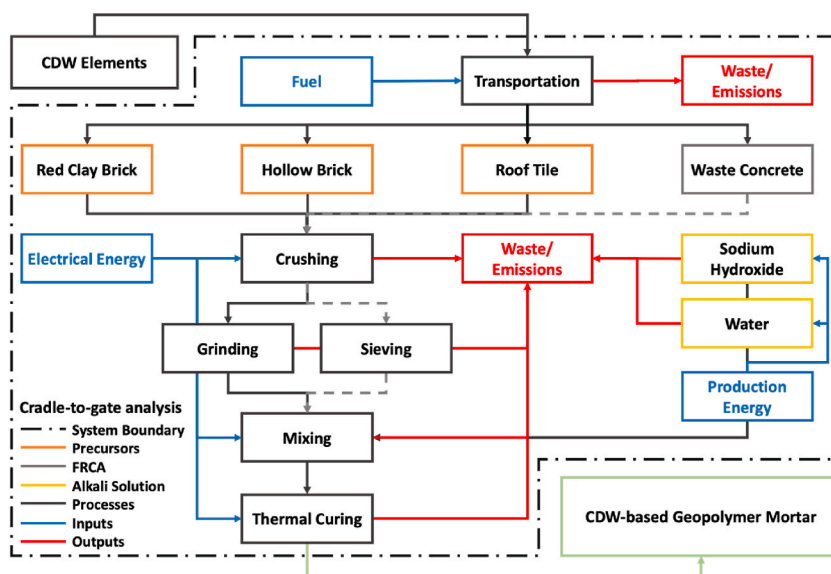 CDW Elements
Fuel
Transportation
Waste/
Emissions
Red Clay Brick
Hollow Brick
Roof Tile
Waste Concrete
Electrical Energy
Crushing
Waste/
Emissions
Sodium
Hydroxide
Grinding
Sieving
Water
Production
Energy
Cradle-to-gate analysis
System Boundary
Precursors
FRCA
Alkali Solution
Processes
Inputs
Outputs
Mixing
Thermal Curing
CDW-based Geopolymer Mortar